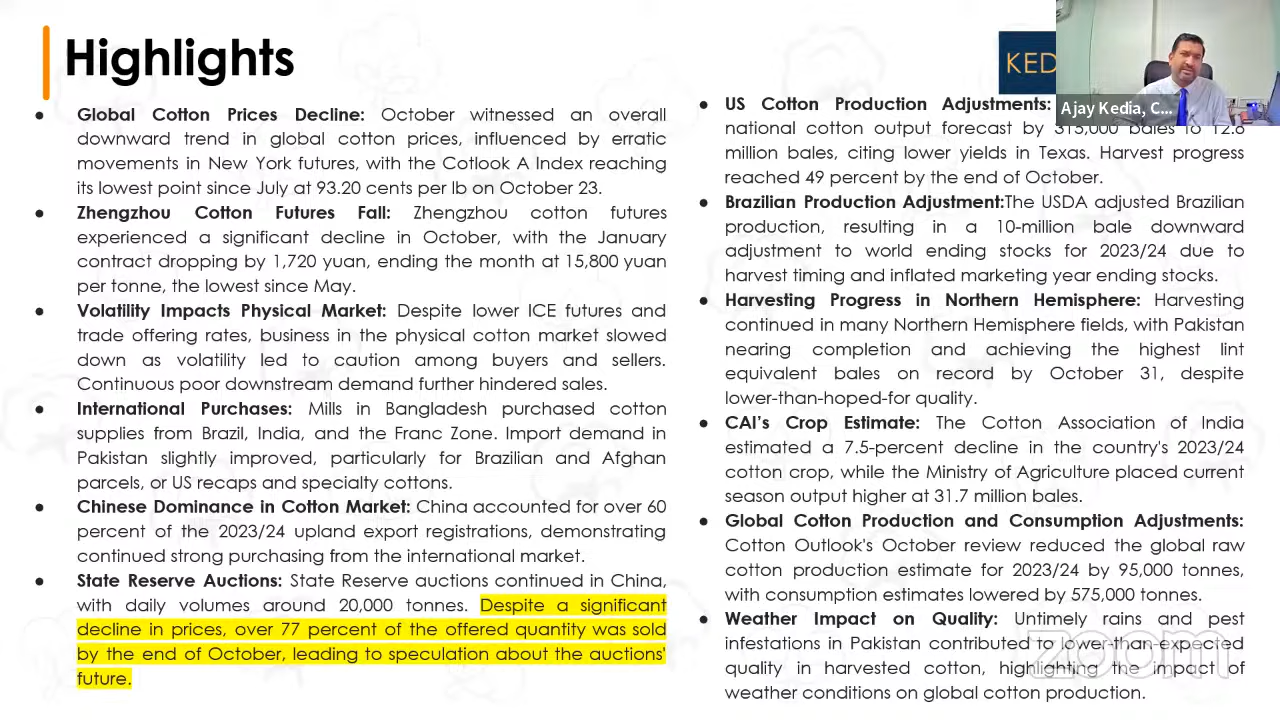 Highlights
● Global Cotton Prices Decline: October witnessed an overall
downward trend in global cotton prices, influenced by erratic
movements in New York futures, with the Cotlook A Index reaching
its lowest point since July at 93.20 cents per lb on October 23.
● Zhengzhou Cotton Futures Fall: Zhengzhou cotton futures
experienced a significant decline in October, with the January
contract dropping by 1,720 yuan, ending the month at 15,800 yuan
per tonne, the lowest since May.
● Volatility Impacts Physical Market: Despite lower ICE futures and
trade offering rates, business in the physical cotton market slowed
down as volatility led to caution among buyers and sellers.
Continuous poor downstream demand further hindered sales.
● International Purchases: Mills in Bangladesh purchased cotton
supplies from Brazil, India, and the Franc Zone. Import demand in
Pakistan slightly improved, particularly for Brazilian and Afghan
parcels, or US recaps and specialty cottons.
● Chinese Dominance in Cotton Market: China accounted for over 60
percent of the 2023/24 upland export registrations, demonstrating
continued strong purchasing from the international market.
● State Reserve Auctions: State Reserve auctions continued in China,
with daily volumes around 20,000 tonnes. Despite a significant
decline in prices, over 77 percent of the offered quantity was sold
by the end of October, leading to speculation about the auctions'
future.
KED
Ajay Kedia, C...
● US Cotton Production Adjustments:
national cotton output forecast by 315,000 bales to 12.8
million bales, citing lower yields in Texas. Harvest progress
reached 49 percent by the end of October.
● Brazilian Production Adjustment:The USDA adjusted Brazilian
production, resulting in a 10-million bale downward
adjustment to world ending stocks for 2023/24 due to
harvest timing and inflated marketing year ending stocks.
● Harvesting Progress in Northern Hemisphere: Harvesting
continued in many Northern Hemisphere fields, with Pakistan
nearing completion and achieving the highest lint
equivalent bales on record by October 31, despite
lower-than-hoped-for quality.
● CAI’s Crop Estimate: The Cotton Association of India
estimated a 7.5-percent decline in the country's 2023/24
cotton crop, while the Ministry of Agriculture placed current
season output higher at 31.7 million bales.
● Global Cotton Production and Consumption Adjustments:
Cotton Outlook's October review reduced the global raw
cotton production estimate for 2023/24 by 95,000 tonnes,
with consumption estimates lowered by 575,000 tonnes.
● Weather Impact on Quality: Untimely rains and pest
infestations in Pakistan contributed to lower-than-expected
quality in harvested cotton, highlighting the impact of
weather conditions on global cotton production.
zoom